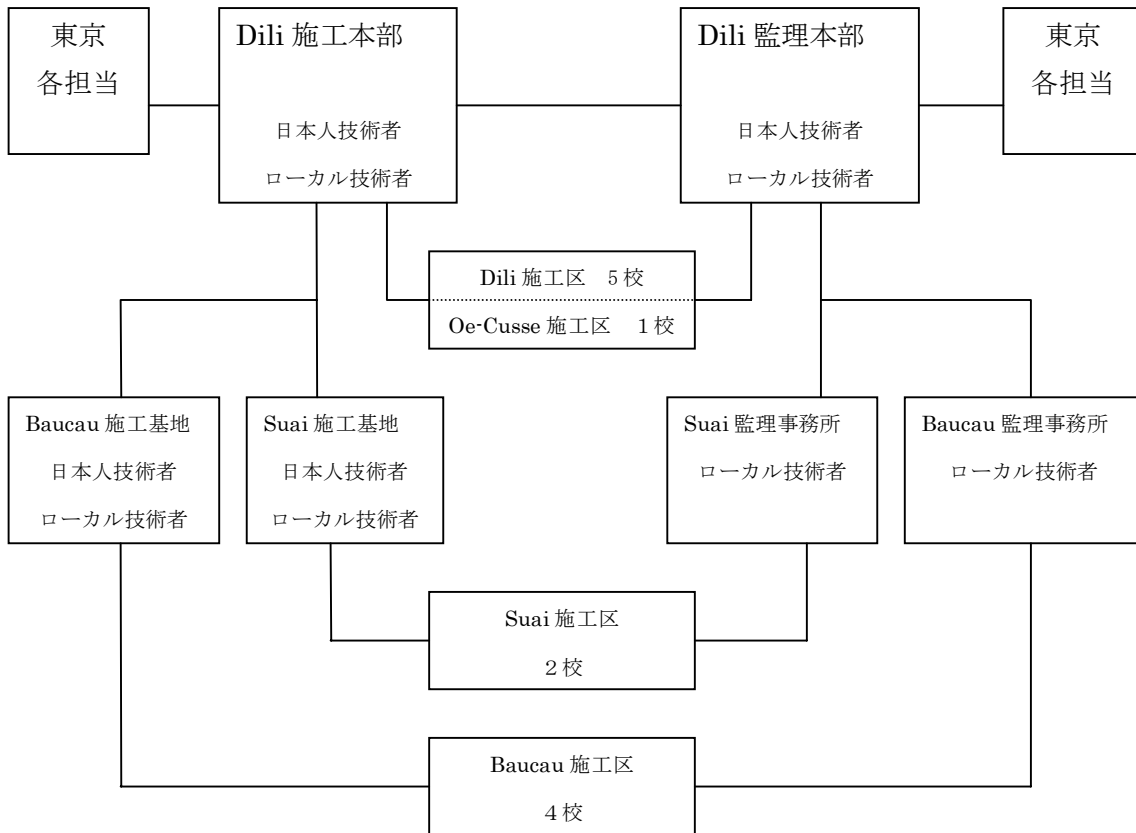 東京
各担当
Dili 施工本部
日本人技術者
ローカル技術者
Dili 監理本部
日本人技術者
ローカル技術者
東京
各担当
Dili 施工区　5 校
Oe-Cusse 施工区　1 校
Baucau 施工基地
日本人技術者
ローカル技術者
Suai 施工基地
日本人技術者
ローカル技術者
Suai 監理事務所
ローカル技術者
Baucau 監理事務所
ローカル技術者
Suai 施工区
２校
Baucau 施工区
４校